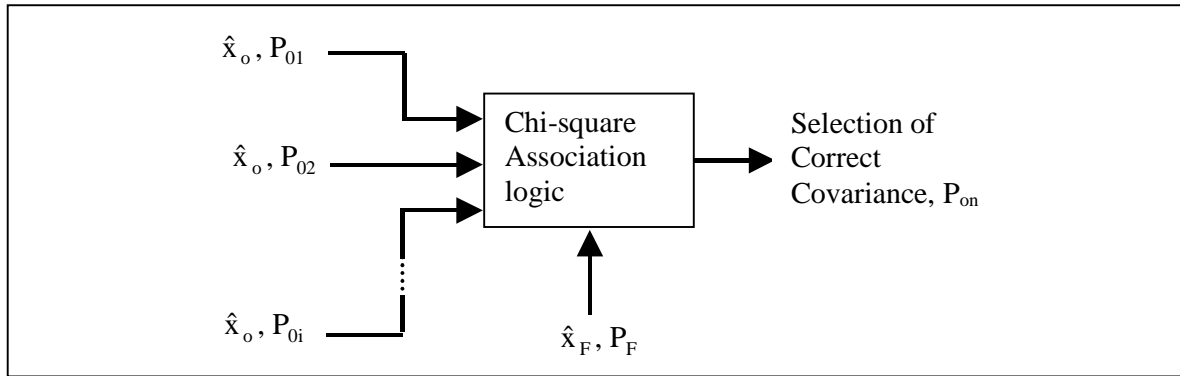 x̂ₒ, P₀₁
x̂ₒ, P₀₂
x̂ₒ, P₀ᵢ
Chi-square
Association
logic
x̂_F, P_F
Selection of
Correct
Covariance, Pₒₙ